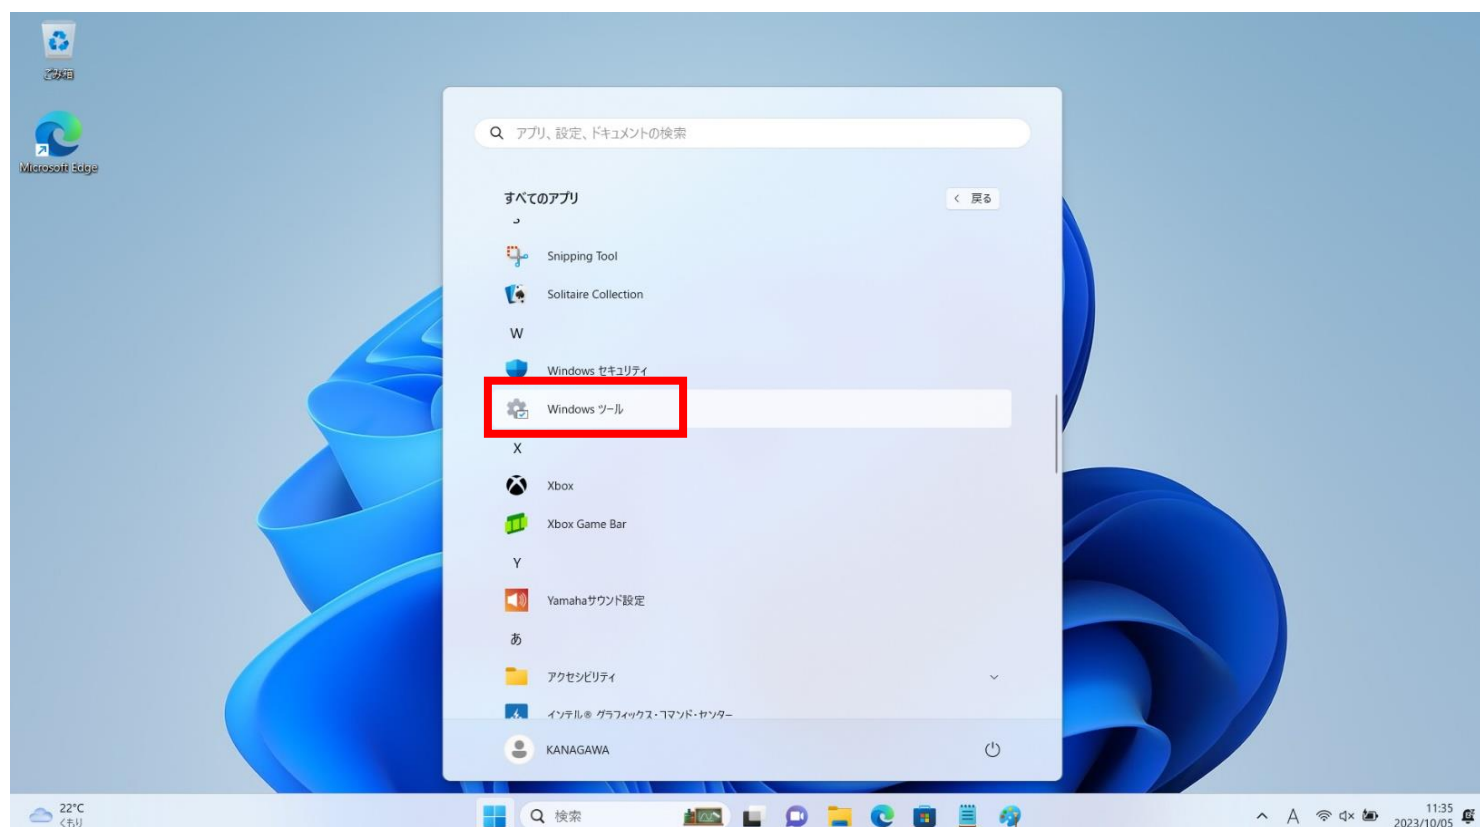 ごみ箱
Microsoft Edge
アプリ、設定、ドキュメントの検索
すべてのアプリ
戻る
Snipping Tool
Solitaire Collection
W
Windows セキュリティ
Windows ツール
X
Xbox
Xbox Game Bar
Y
Yamahaサウンド設定
あ
アクセシビリティ
インテル® グラフィックス・コマンド・センター
KANAGAWA
22°C
くもり
検索
A
11:35
2023/10/05